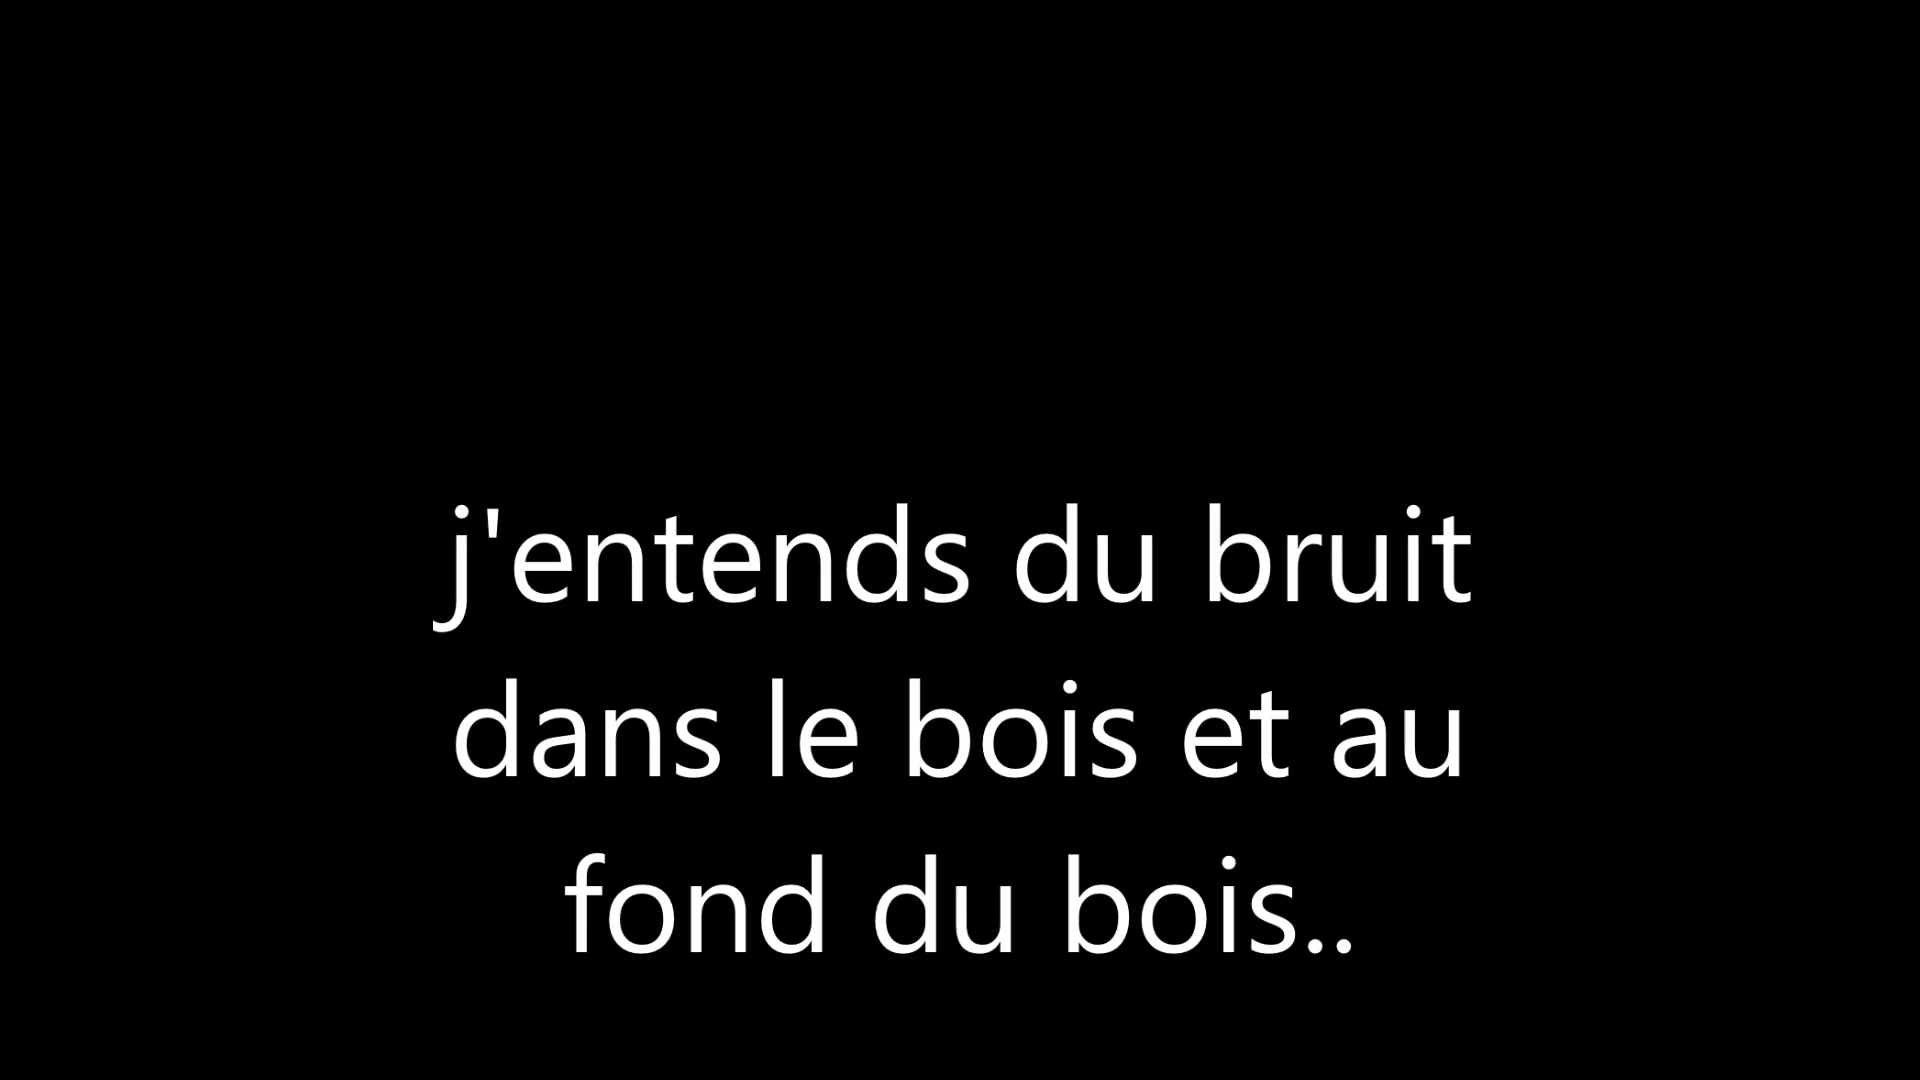 j'entends du bruit
dans le bois et au
fond du bois..